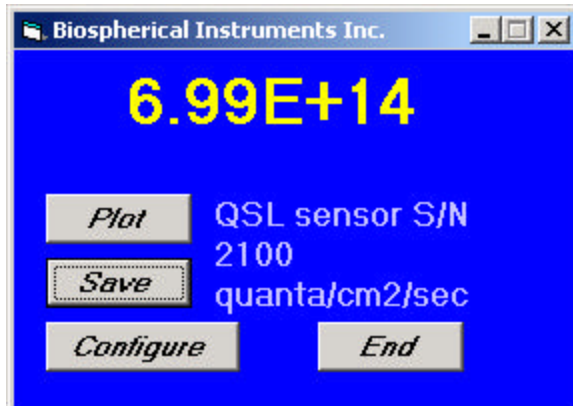 Biospherical Instruments Inc.
6.99E+14
Plot
QSL sensor S/N
2100
Save
quanta/cm2/sec
Configure
End